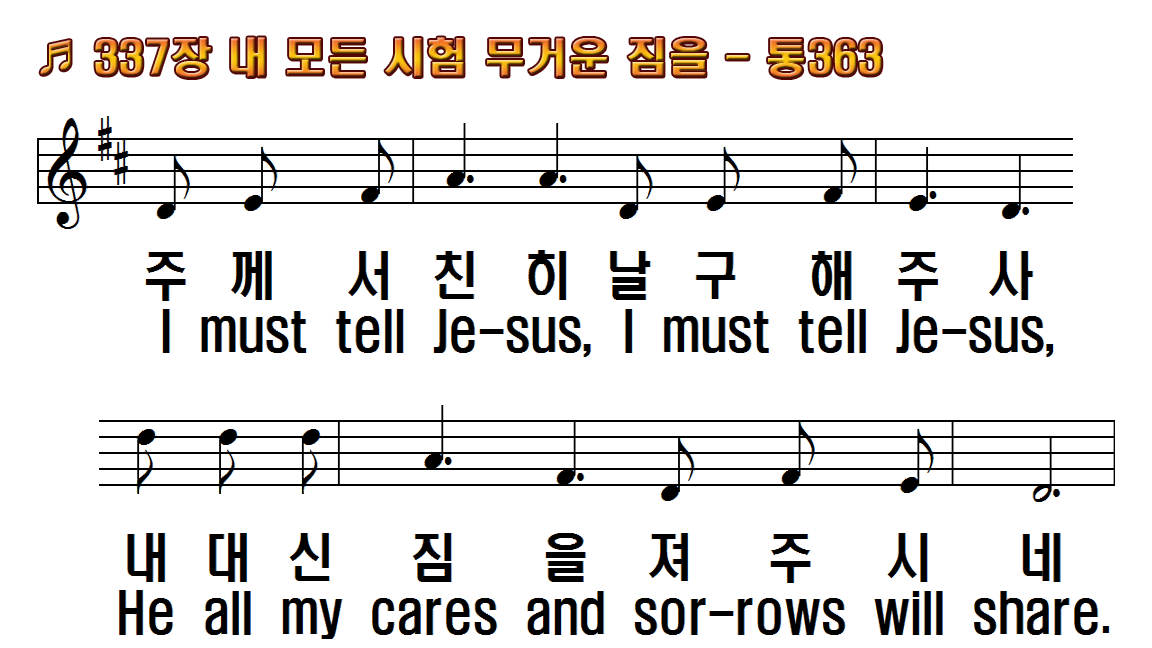 ♬ 337장 내 모든 시험 무거운 짐을 - 통363
주 께 서 친 히 날 구 해 주 사
I must tell Je-sus, I must tell Je-sus,
내 대 신 짐 을 져 주 시 네
He all my cares and sor-rows will share.